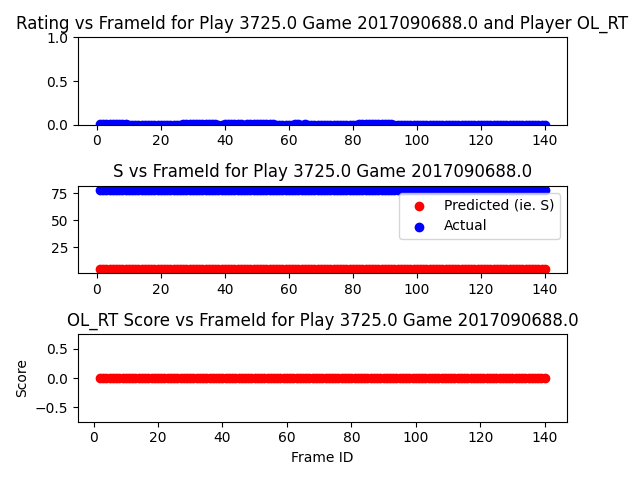 Rating vs FrameId for Play 3725.0 Game 2017090688.0 and Player OL_RT
1.0
0.5
0.0
0 20 40 60 80 100 120 140
S vs FrameId for Play 3725.0 Game 2017090688.0
75
50
25
Predicted (ie. S)
Actual
0 20 40 60 80 100 120 140
OL_RT Score vs FrameId for Play 3725.0 Game 2017090688.0
Score
0.5
0.0
−0.5
0 20 40 60 80 100 120 140
Frame ID